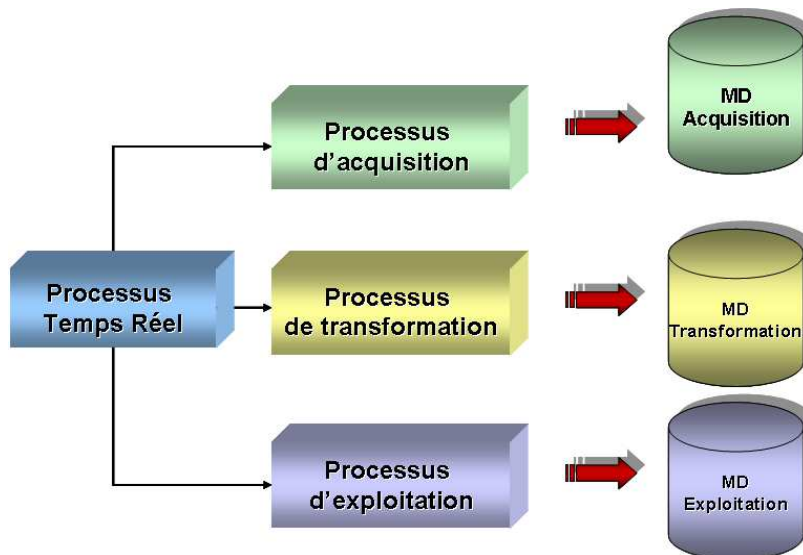 Processus
d'acquisition
MD
Acquisition
Processus
Temps Réel
Processus
de transformation
MD
Transformation
Processus
d'exploitation
MD
Exploitation